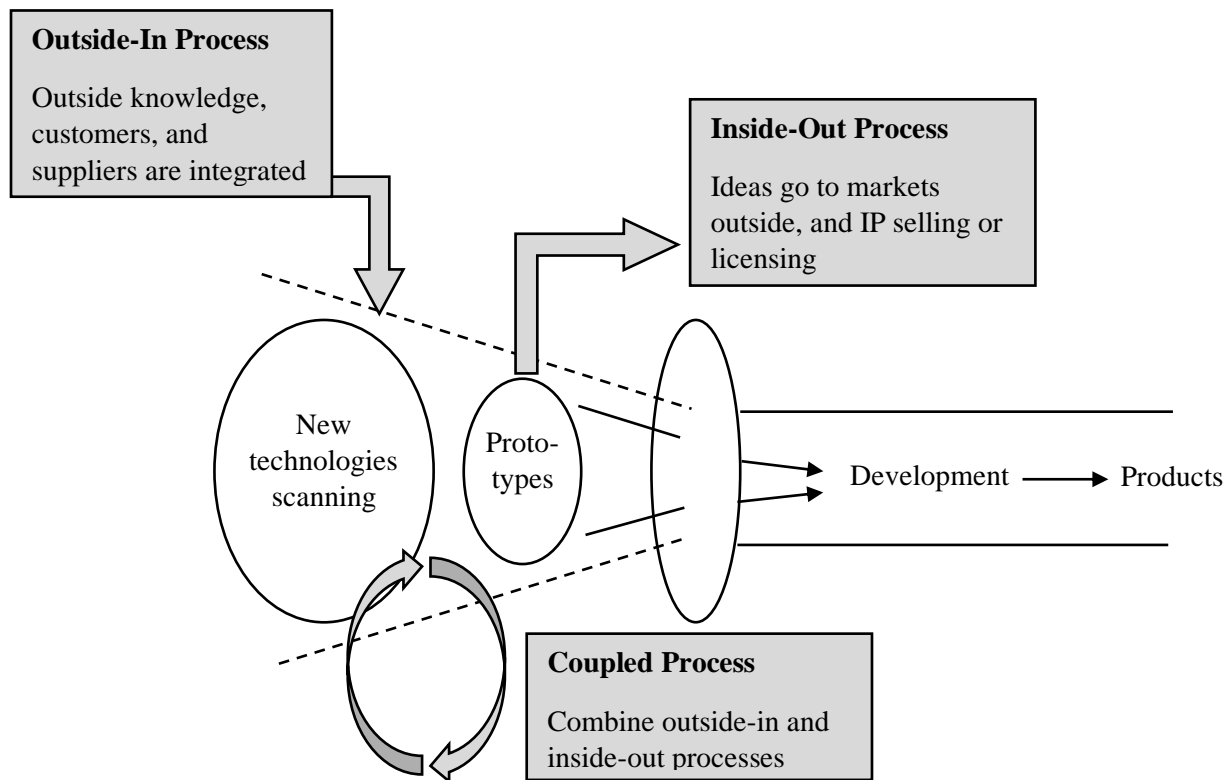 Outside-In Process
Outside knowledge,
customers, and
suppliers are integrated
Inside-Out Process
Ideas go to markets
outside, and IP selling or
licensing
New
technologies
scanning
Proto-
types
Development
Products
Coupled Process
Combine outside-in and
inside-out processes